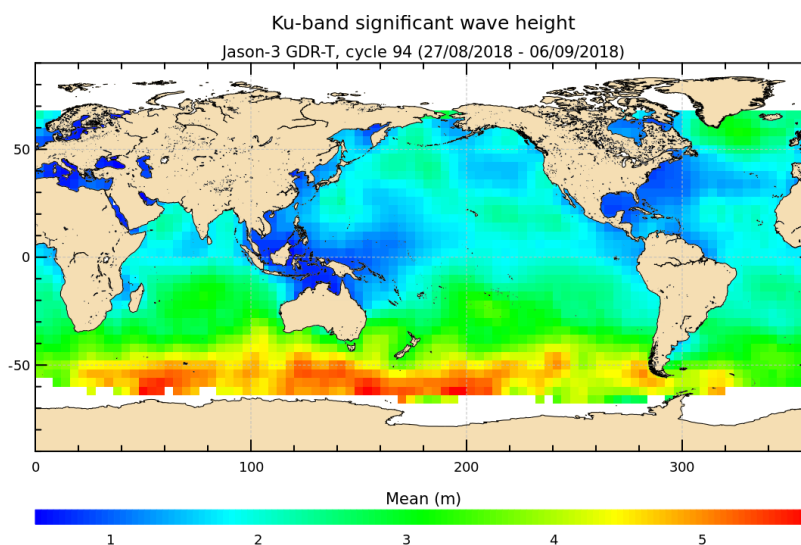 Ku-band significant wave height
Jason-3 GDR-T, cycle 94 (27/08/2018 - 06/09/2018)
50
0
-50
0 100 200 300
Mean (m)
1 2 3 4 5